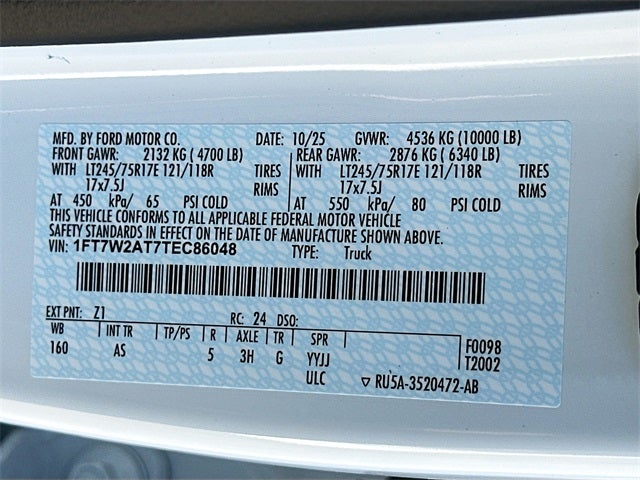 MFD. BY FORD MOTOR CO. DATE: 10/25 GVWR: 4536 KG (10000 LB)
FRONT GAWR: 2132 KG ( 4700 LB) REAR GAWR: 2876 KG ( 6340 LB)
WITH LT245/75R17E 121/118R TIRES WITH LT245/75R17E 121/118R TIRES
17x7.5J RIMS 17x7.5J RIMS
AT 450 kPa/ 65 PSI COLD AT 550 kPa/ 80 PSI COLD
THIS VEHICLE CONFORMS TO ALL APPLICABLE FEDERAL MOTOR VEHICLE
SAFETY STANDARDS IN EFFECT ON THE DATE OF MANUFACTURE SHOWN ABOVE.
VIN: 1FT7W2AT7TEC86048 TYPE: Truck
EXT PNT: Z1 RC: 24 DSO:
WB INT TR TP/PS R AXLE TR SPR F0098
160 AS 5 3H G YYJJ T2002
ULC ▽ RU5A-3520472-AB